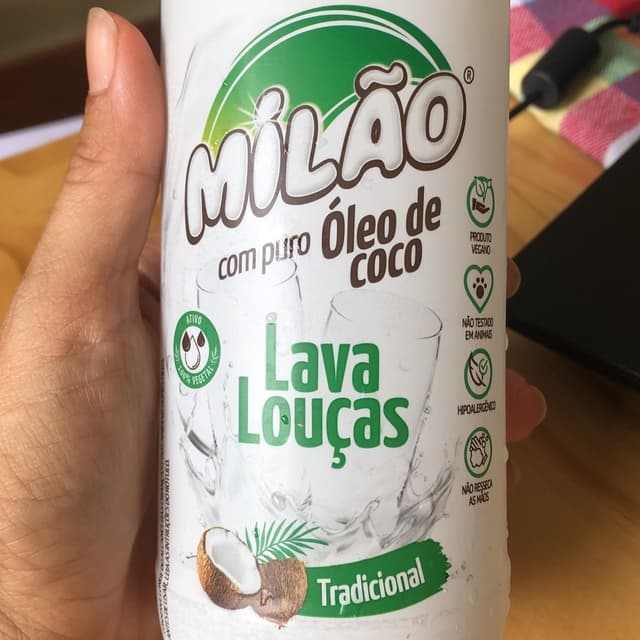 MiLÃO®
com puro Óleo de
coco
PRODUTO
VEGANO
NÃO TESTADO
EM ANIMAIS
ATIVO
100% VEGETAL
Lava
Louças
HIPOALERGÊNICO
NÃO RESSECA
AS MÃOS
Tradicional